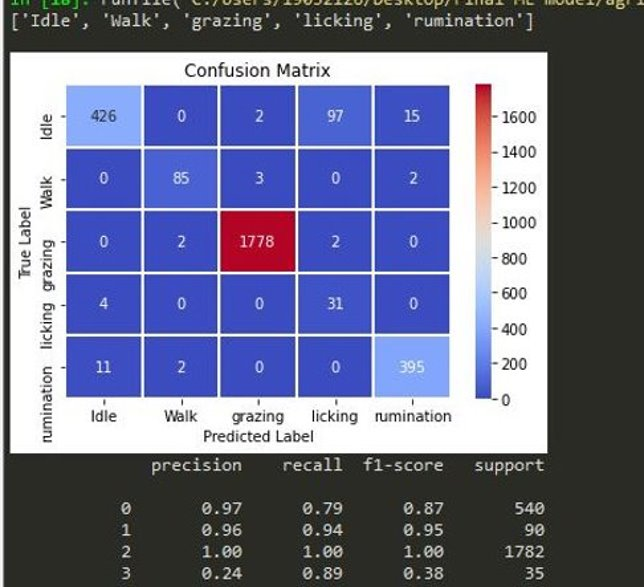 ['Idle', 'Walk', 'grazing', 'licking', 'rumination']
Confusion Matrix
Idle 426 0 2 97 15
Walk 0 85 3 0 2
grazing 0 2 1778 2 0
licking 4 0 0 31 0
rumination 11 2 0 0 395
True Label
Idle Walk grazing licking rumination
Predicted Label
1600
1400
1200
1000
800
600
400
200
0
precision recall f1-score support
0 0.97 0.79 0.87 540
1 0.96 0.94 0.95 90
2 1.00 1.00 1.00 1782
3 0.24 0.89 0.38 35